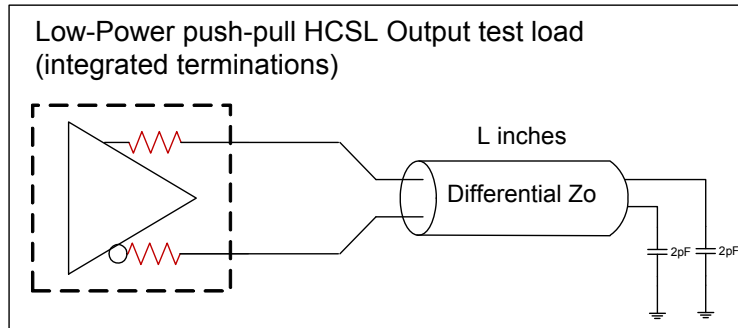 Low-Power push-pull HCSL Output test load
(integrated terminations)
L inches
Differential Zo
2pF 2pF